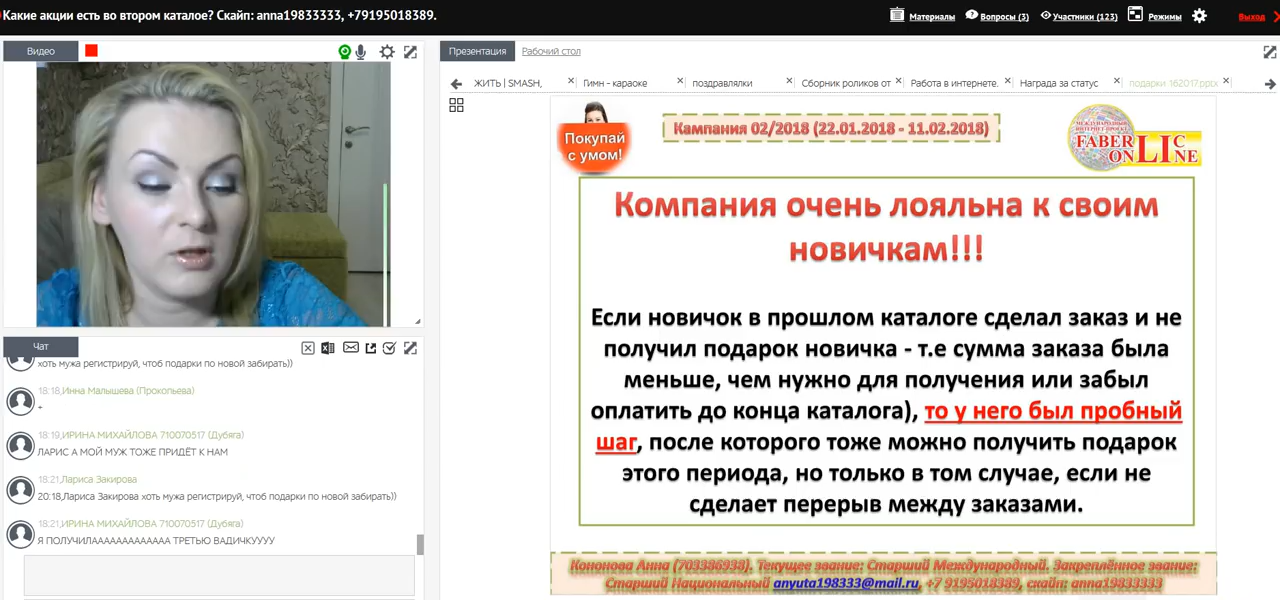 Какие акции есть во втором каталое? Скайп: anna19833333, +79195018389.
Материалы
Вопросы (3)
Участники (123)
Режимы
Выход
Видео
Презентация
Рабочий стол
ЖИТЬ | SMASH,
Гимн - караоке
поздравлялки
Сборник роликов от
Работа в интернете.
Награда за статус
подарки 162017.pptx
Покупай
с умом!
Кампания 02/2018 (22.01.2018 - 11.02.2018)
МЕЖДУНАРОДНЫЙ
ИНТЕРНЕТ-ПРОЕКТ
FABERLIC
ONLINE
Компания очень лояльна к своим
новичкам!!!
Если новичок в прошлом каталоге сделал заказ и не
получил подарок новичка - т.е сумма заказа была
меньше, чем нужно для получения или забыл
оплатить до конца каталога), то у него был пробный
шаг, после которого тоже можно получить подарок
этого периода, но только в том случае, если не
сделает перерыв между заказами.
Кононова Анна (703386938). Текущее звание: Старший Международный. Закреплённое звание:
Старший Национальный anyuta198333@mail.ru, +7 9195018389, скайп: anna19833333
Чат
хоть мужа регистрируй, чтоб подарки по новой забирать))
18:18,Инна Малышева (Прокопьева)
+
18:19,ИРИНА МИХАЙЛОВА 710070517 (Дубяга)
ЛАРИС А МОЙ МУЖ ТОЖЕ ПРИДЁТ К НАМ
18:21,Лариса Закирова
20:18,Лариса Закирова хоть мужа регистрируй, чтоб подарки по новой забирать))
18:21,ИРИНА МИХАЙЛОВА 710070517 (Дубяга)
Я ПОЛУЧИЛАААААААААААА ТРЕТЬЮ ВАДИЧКУУУУ